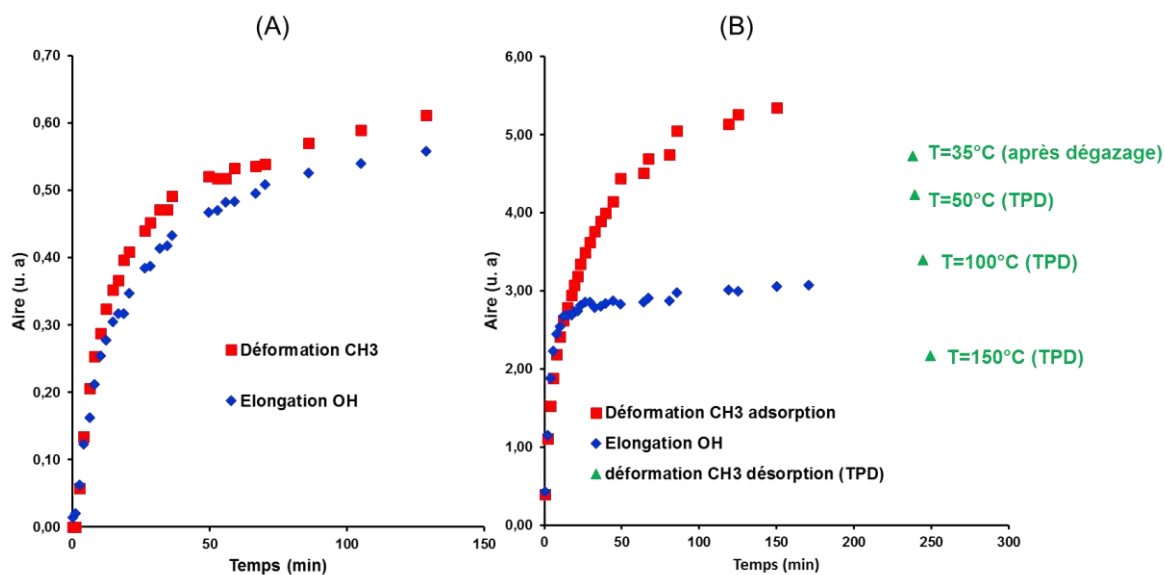 (A)
0,70
0,60
0,50
0,40
0,30
0,20
0,10
0,00
Aire (u. a)
Déformation CH3
Elongation OH
0
50
100
150
Temps (min)
(B)
6,00
5,00
4,00
3,00
2,00
1,00
0,00
Aire (u. a)
T=35°C (après dégazage)
T=50°C (TPD)
T=100°C (TPD)
T=150°C (TPD)
Déformation CH3 adsorption
Elongation OH
déformation CH3 désorption (TPD)
0
50
100
150
200
250
300
Temps (min)